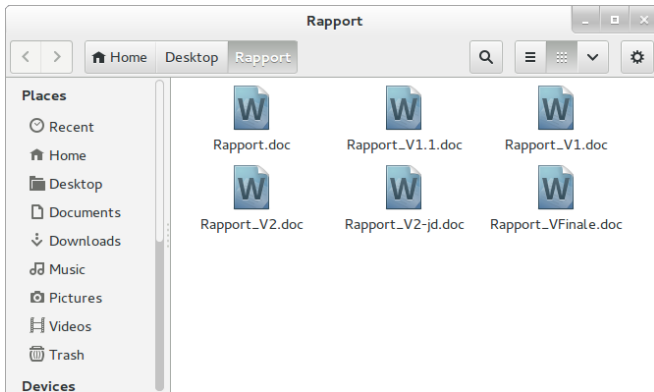 Rapport
Home Desktop Rapport
Places
Recent
Home
Desktop
Documents
Downloads
Music
Pictures
Videos
Trash
Devices
W W W
Rapport.doc Rapport_V1.1.doc Rapport_V1.doc
W W W
Rapport_V2.doc Rapport_V2-jd.doc Rapport_VFinale.doc